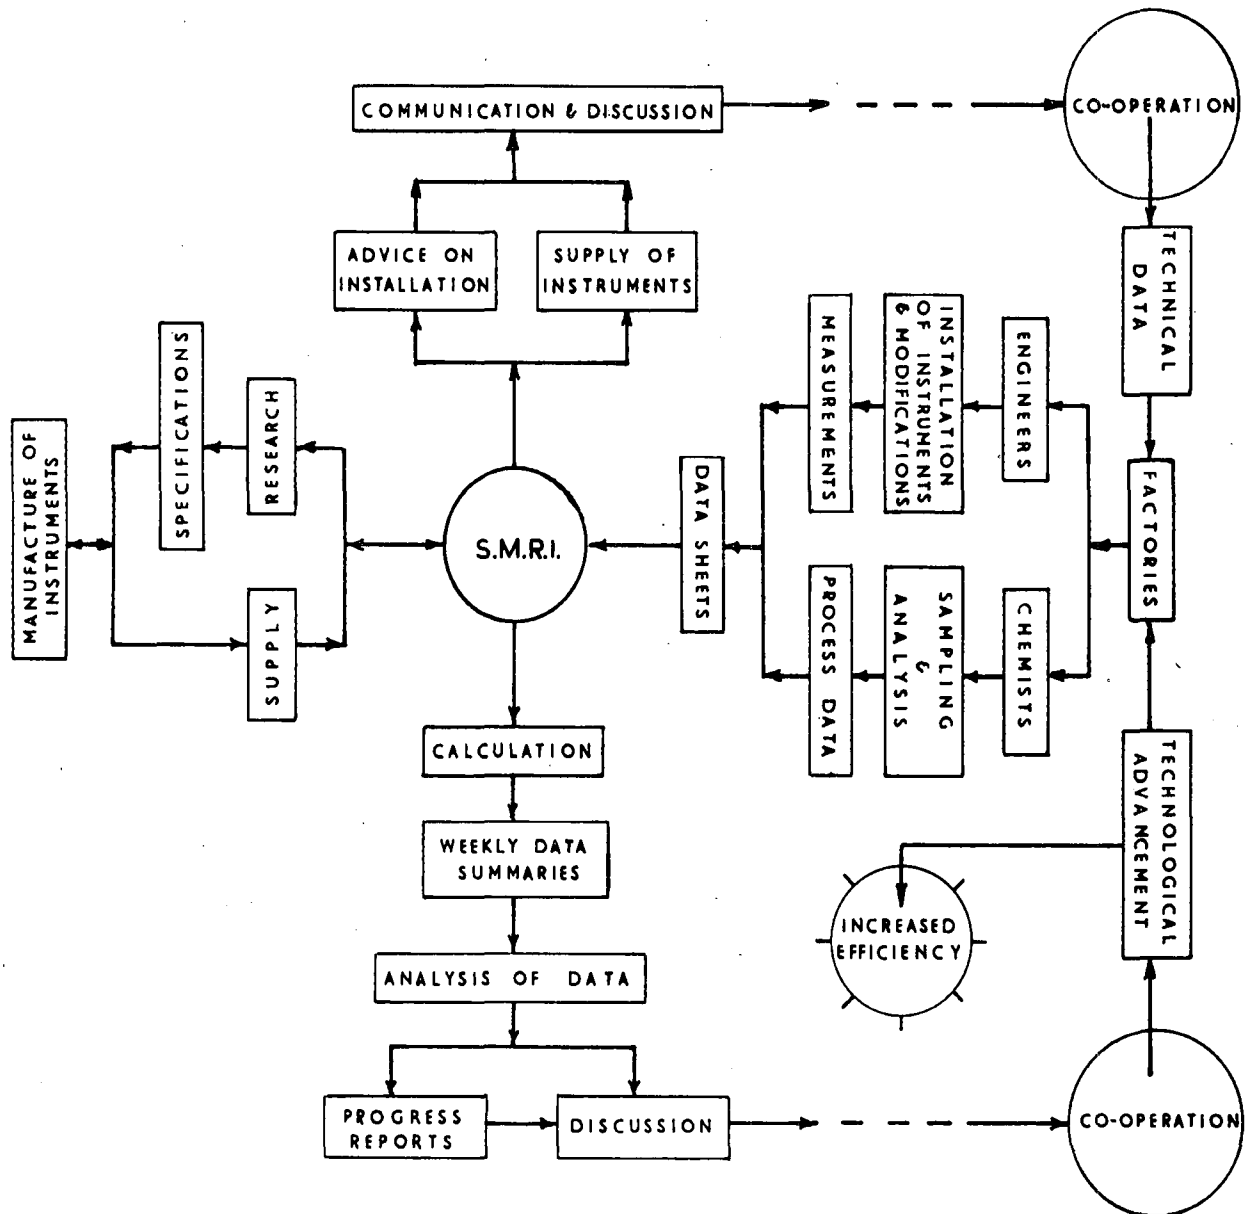 COMMUNICATION & DISCUSSION
CO-OPERATION
ADVICE ON
INSTALLATION
SUPPLY OF
INSTRUMENTS
TECHNICAL
DATA
MANUFACTURE OF
INSTRUMENTS
SPECIFICATIONS
RESEARCH
SUPPLY
S.M.R.I.
DATA SHEETS
MEASUREMENTS
INSTALLATION
OF INSTRUMENTS
& MODIFICATIONS
ENGINEERS
FACTORIES
PROCESS DATA
SAMPLING
&
ANALYSIS
CHEMISTS
CALCULATION
WEEKLY DATA
SUMMARIES
TECHNOLOGICAL
ADVANCEMENT
INCREASED
EFFICIENCY
ANALYSIS OF DATA
PROGRESS
REPORTS
DISCUSSION
CO-OPERATION